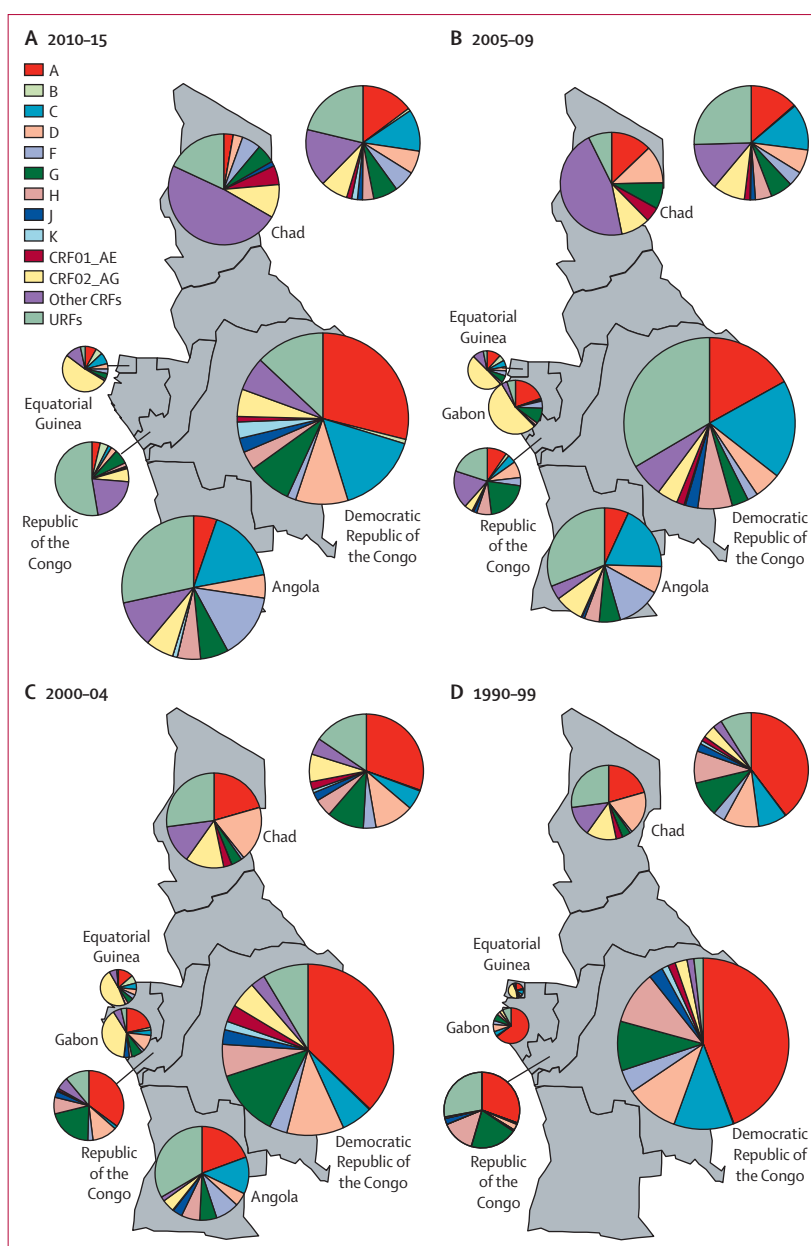 A 2010–15
A
B
C
D
F
G
H
J
K
CRF01_AE
CRF02_AG
Other CRFs
URFs
Chad
Equatorial
Guinea
Republic
of the
Congo
Democratic
Republic of
the Congo
Angola
B 2005–09
Chad
Equatorial
Guinea
Gabon
Republic
of the
Congo
Democratic
Republic of
the Congo
Angola
C 2000–04
Chad
Equatorial
Guinea
Gabon
Republic
of the
Congo
Democratic
Republic of
the Congo
Angola
D 1990–99
Chad
Equatorial
Guinea
Gabon
Republic
of the
Congo
Democratic
Republic of
the Congo